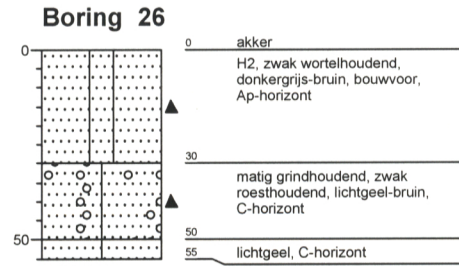 Boring 26
0
0
akker
H2, zwak wortelhoudend,
donkergrijs-bruin, bouwvoor,
Ap-horizont
30
matig grindhoudend, zwak
roesthoudend, lichtgeel-bruin,
C-horizont
50
50
55
lichtgeel, C-horizont